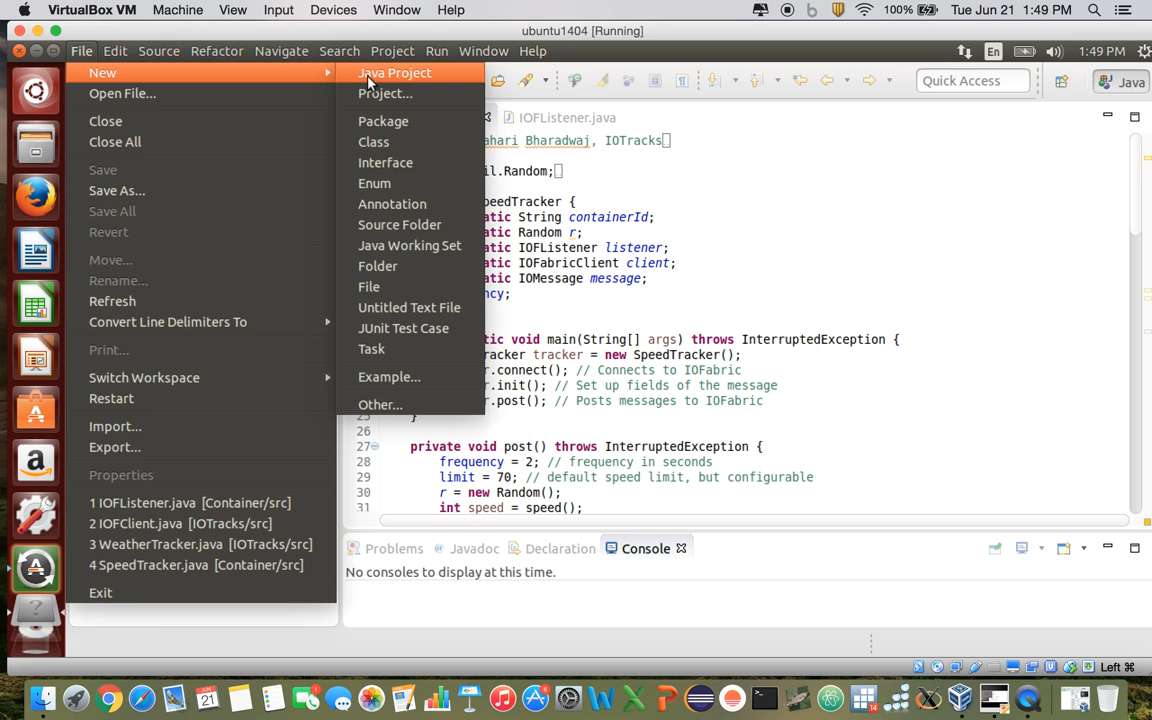 VirtualBox VM Machine View Input Devices Window Help 100% Tue Jun 21 1:49 PM
ubuntu1404 [Running]
File Edit Source Refactor Navigate Search Project Run Window Help En 1:49 PM
New
Open File...
Close
Close All
Save
Save As...
Save All
Revert
Move...
Rename...
Refresh
Convert Line Delimiters To
Print...
Switch Workspace
Restart
Import...
Export...
Properties
1 IOFListener.java [Container/src]
2 IOFClient.java [IOTracks/src]
3 WeatherTracker.java [IOTracks/src]
4 SpeedTracker.java [Container/src]
Exit
Java Project
Project...
Package
Class
Interface
Enum
Annotation
Source Folder
Java Working Set
Folder
File
Untitled Text File
JUnit Test Case
Task
Example...
Other...
Quick Access Java
IOFListener.java
ahari Bharadwaj, IOTracks
il.Random;
peedTracker {
atic String containerId;
atic Random r;
atic IOFListener listener;
atic IOFabricClient client;
atic IOMessage message;
ncy;
tic void main(String[] args) throws InterruptedException {
racker tracker = new SpeedTracker();
r.connect(); // Connects to IOFabric
r.init(); // Set up fields of the message
r.post(); // Posts messages to IOFabric
25 }
26
27 private void post() throws InterruptedException {
28 frequency = 2; // frequency in seconds
29 limit = 70; // default speed limit, but configurable
30 r = new Random();
31 int speed = speed();
Problems Javadoc Declaration Console
No consoles to display at this time.
Left ⌘